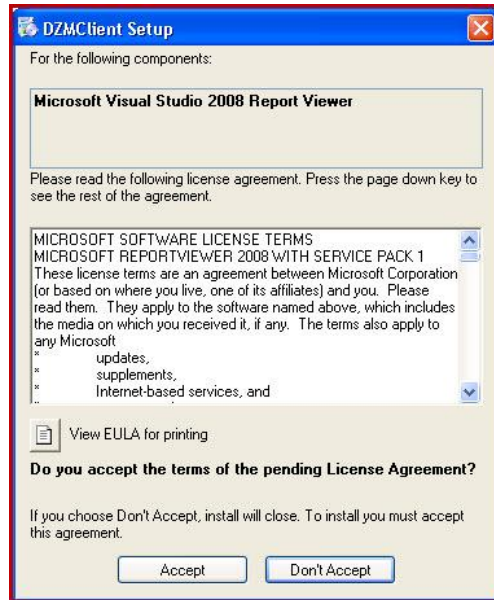 DZMClient Setup
For the following components:
Microsoft Visual Studio 2008 Report Viewer
Please read the following license agreement. Press the page down key to
see the rest of the agreement.
MICROSOFT SOFTWARE LICENSE TERMS
MICROSOFT REPORTVIEWER 2008 WITH SERVICE PACK 1
These license terms are an agreement between Microsoft Corporation
(or based on where you live, one of its affiliates) and you.  Please
read them.  They apply to the software named above, which includes
the media on which you received it, if any.  The terms also apply to
any Microsoft
* updates,
* supplements,
* Internet-based services, and
View EULA for printing
Do you accept the terms of the pending License Agreement?
If you choose Don't Accept, install will close. To install you must accept
this agreement.
Accept Don't Accept